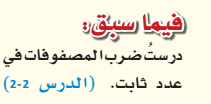 فيما سبق:
درستُ ضرب المصفوفات في
عدد ثابت. (الدرس 2-2)